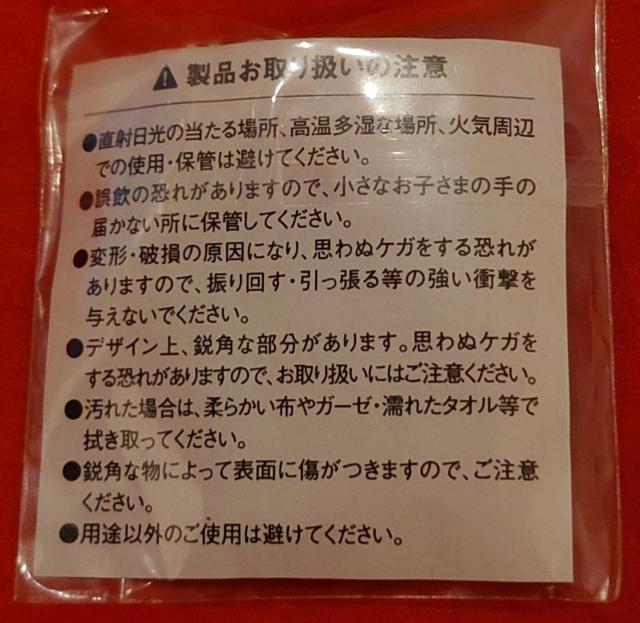 ⚠ 製品お取り扱いの注意
●直射日光の当たる場所、高温多湿な場所、火気周辺
での使用・保管は避けてください。
●誤飲の恐れがありますので、小さなお子さまの手の
届かない所に保管してください。
●変形・破損の原因になり、思わぬケガをする恐れが
ありますので、振り回す・引っ張る等の強い衝撃を
与えないでください。
●デザイン上、鋭角な部分があります。思わぬケガを
する恐れがありますので、お取り扱いにはご注意ください。
●汚れた場合は、柔らかい布やガーゼ・濡れたタオル等で
拭き取ってください。
●鋭角な物によって表面に傷がつきますので、ご注意
ください。
●用途以外のご使用は避けてください。